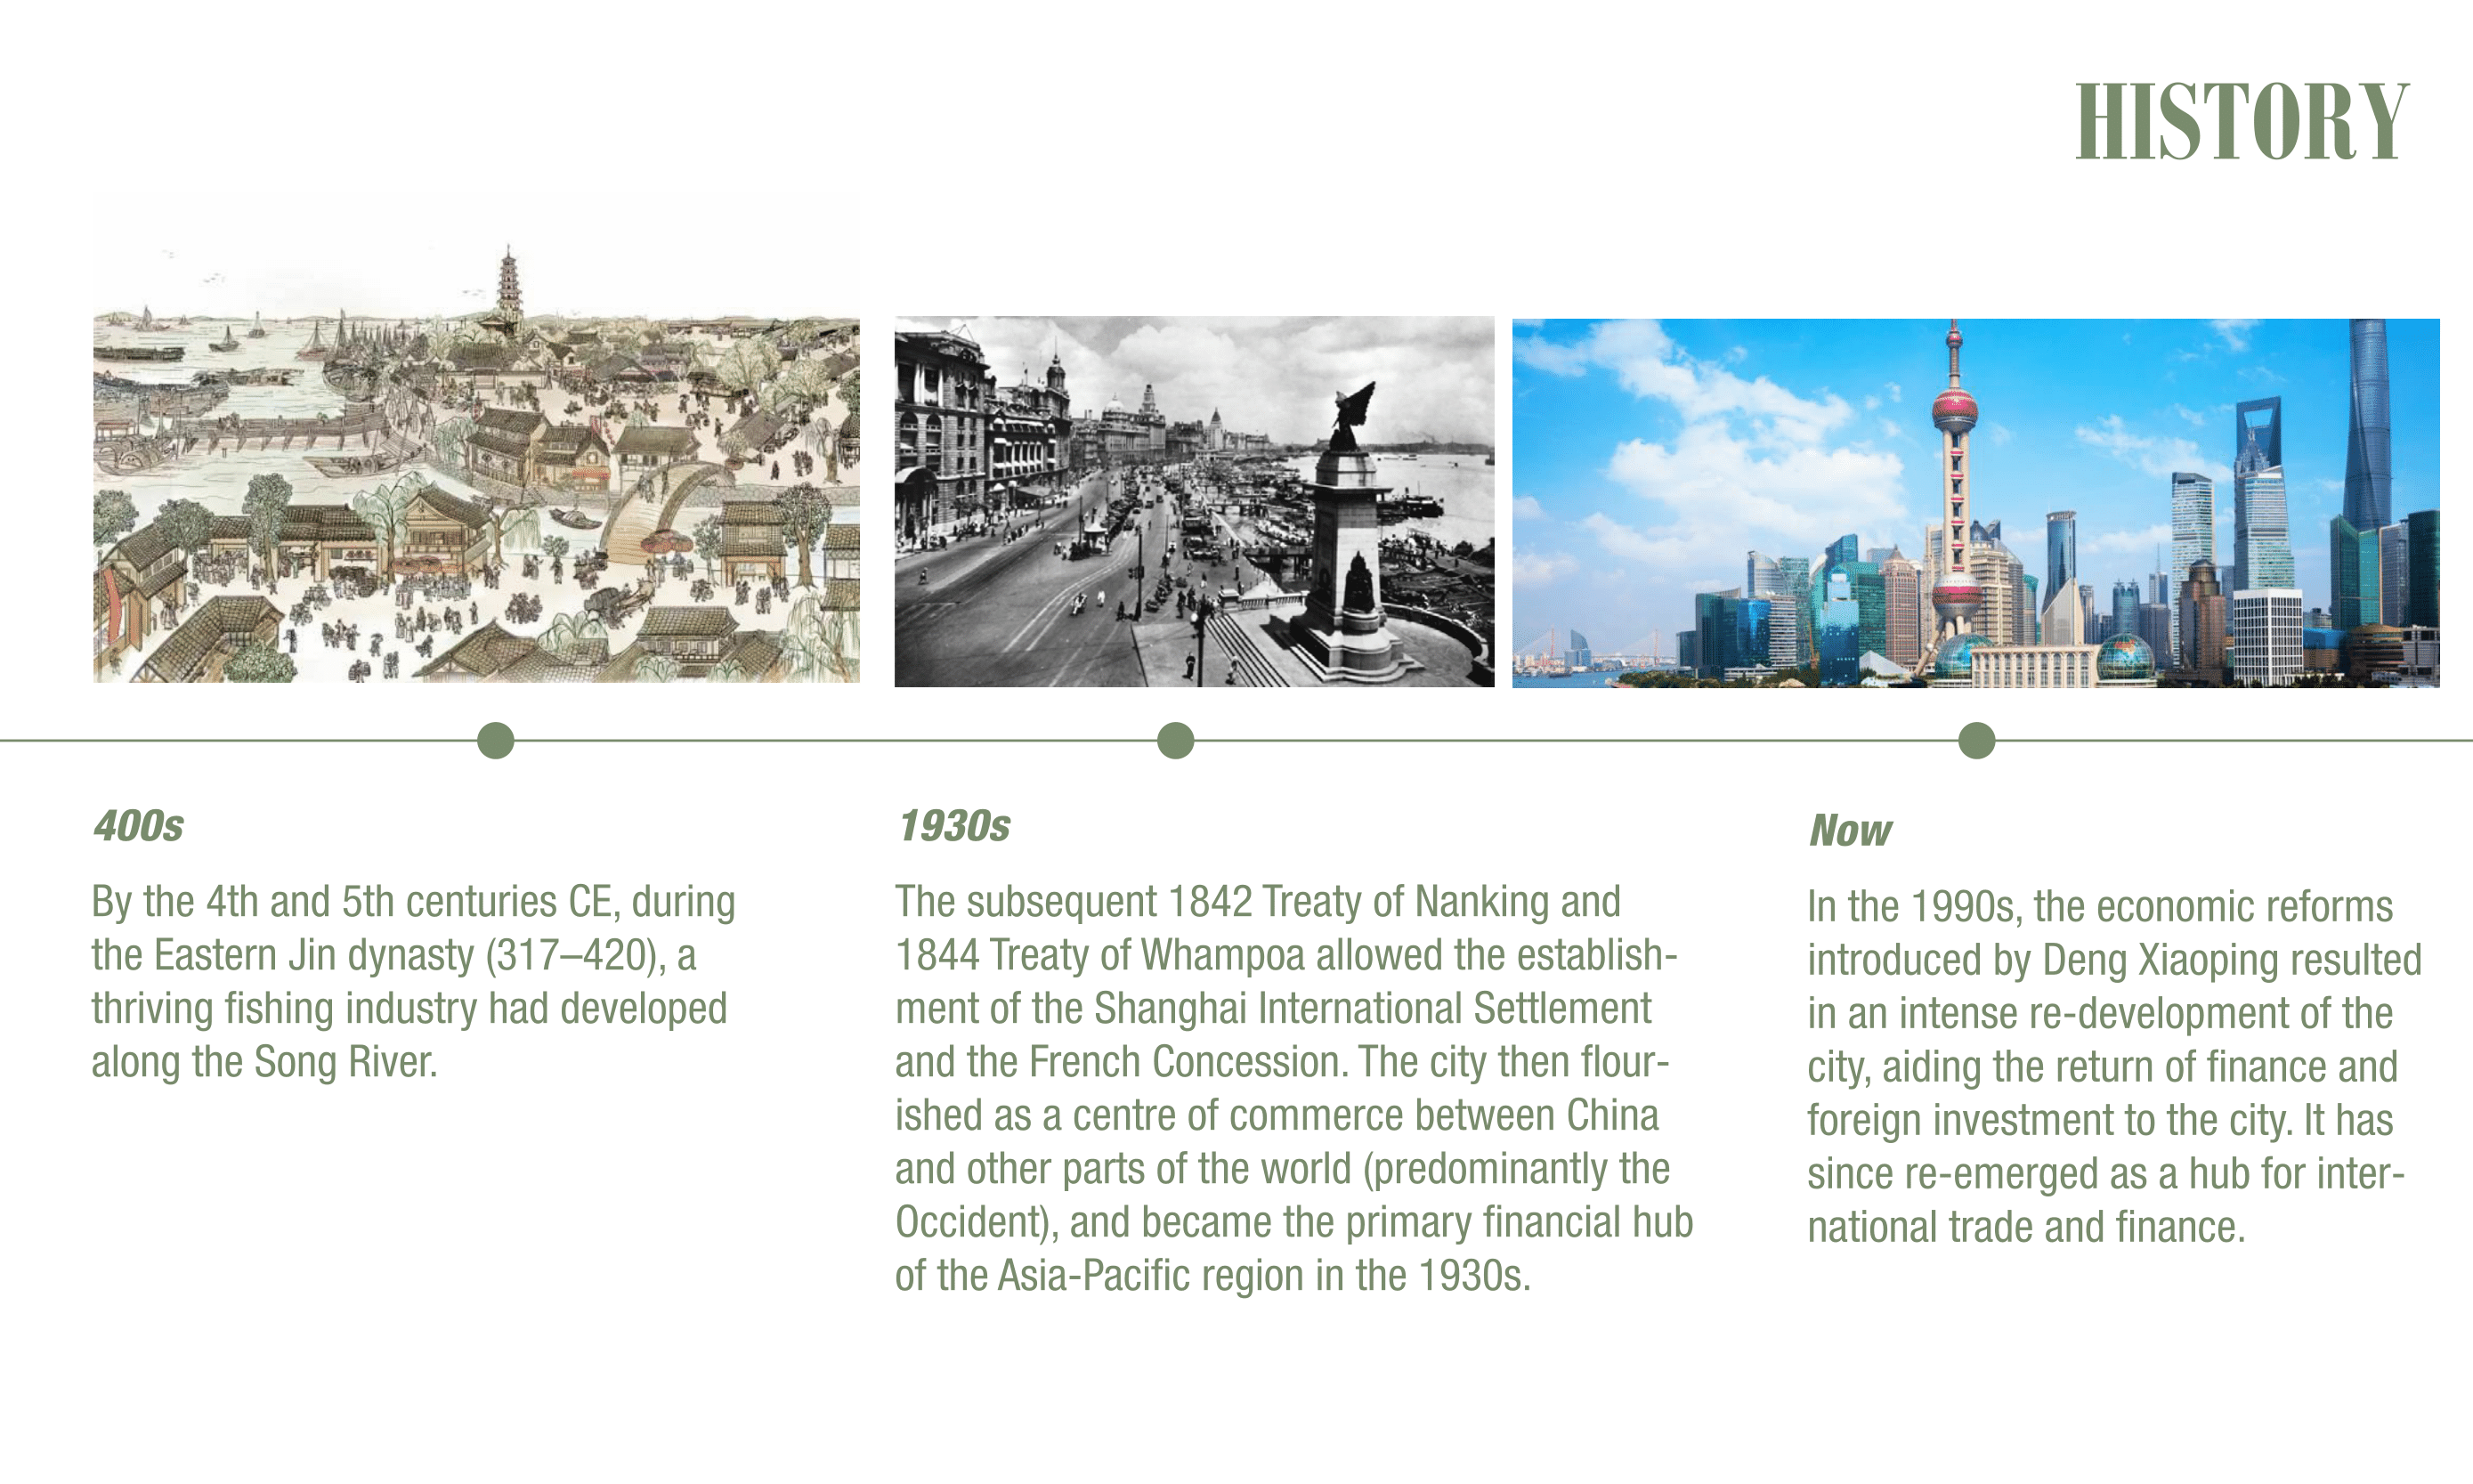 HISTORY
400s
By the 4th and 5th centuries CE, during
the Eastern Jin dynasty (317–420), a
thriving fishing industry had developed
along the Song River.
1930s
The subsequent 1842 Treaty of Nanking and
1844 Treaty of Whampoa allowed the establish-
ment of the Shanghai International Settlement
and the French Concession. The city then flour-
ished as a centre of commerce between China
and other parts of the world (predominantly the
Occident), and became the primary financial hub
of the Asia-Pacific region in the 1930s.
Now
In the 1990s, the economic reforms
introduced by Deng Xiaoping resulted
in an intense re-development of the
city, aiding the return of finance and
foreign investment to the city. It has
since re-emerged as a hub for inter-
national trade and finance.